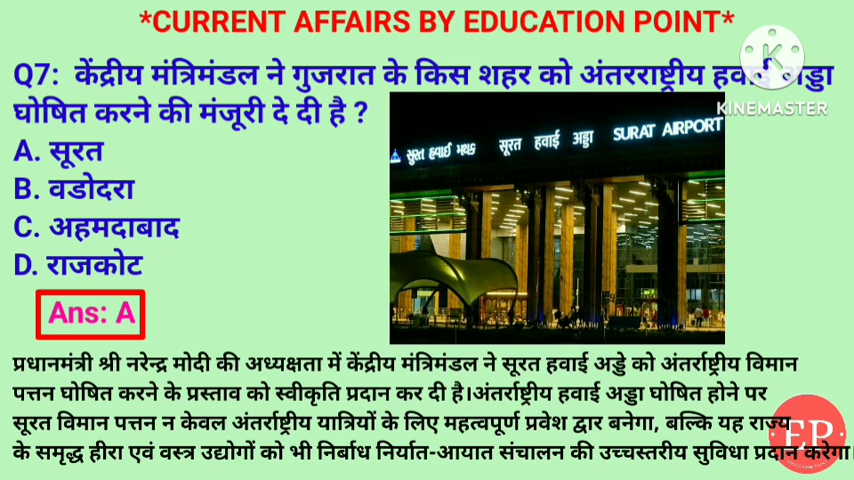 *CURRENT AFFAIRS BY EDUCATION POINT*
Q7: केंद्रीय मंत्रिमंडल ने गुजरात के किस शहर को अंतरराष्ट्रीय हवाई अड्डा
घोषित करने की मंजूरी दे दी है ?
K
KINEMASTER
A. सूरत
B. वडोदरा
C. अहमदाबाद
D. राजकोट
સુરત હવાઈ મથક सूरत हवाई अड्डा SURAT AIRPORT
Ans: A
प्रधानमंत्री श्री नरेन्द्र मोदी की अध्यक्षता में केंद्रीय मंत्रिमंडल ने सूरत हवाई अड्डे को अंतर्राष्ट्रीय विमान
पत्तन घोषित करने के प्रस्ताव को स्वीकृति प्रदान कर दी है।अंतर्राष्ट्रीय हवाई अड्डा घोषित होने पर
सूरत विमान पत्तन न केवल अंतर्राष्ट्रीय यात्रियों के लिए महत्वपूर्ण प्रवेश द्वार बनेगा, बल्कि यह राज्य
के समृद्ध हीरा एवं वस्त्र उद्योगों को भी निर्बाध निर्यात-आयात संचालन की उच्चस्तरीय सुविधा प्रदान करेगा।
EP